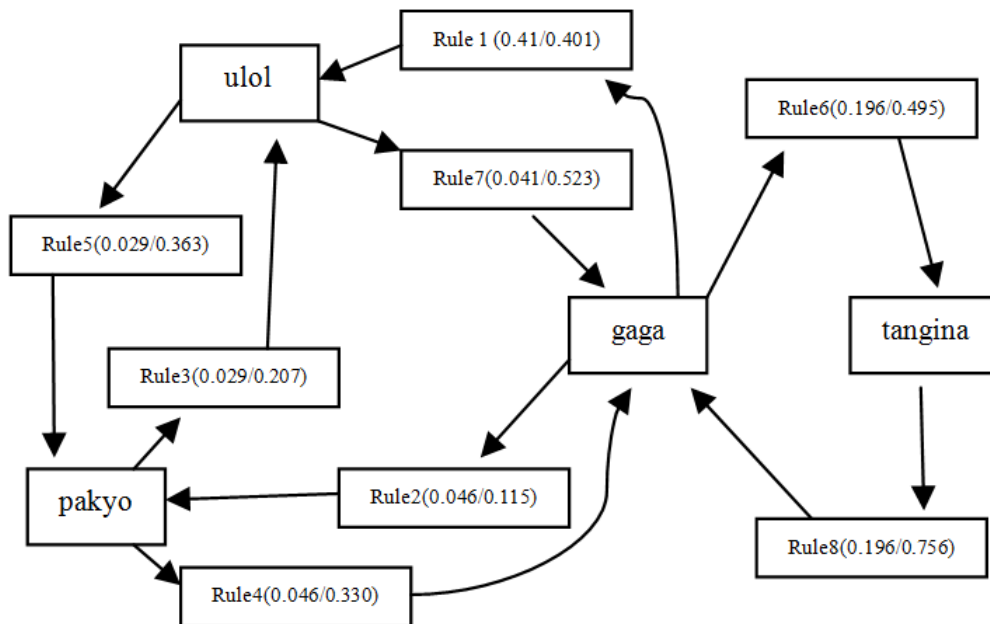 Rule 1 (0.41/0.401)
ulol
Rule6(0.196/0.495)
Rule7(0.041/0.523)
Rule5(0.029/0.363)
gaga
tangina
Rule3(0.029/0.207)
pakyo
Rule2(0.046/0.115)
Rule8(0.196/0.756)
Rule4(0.046/0.330)